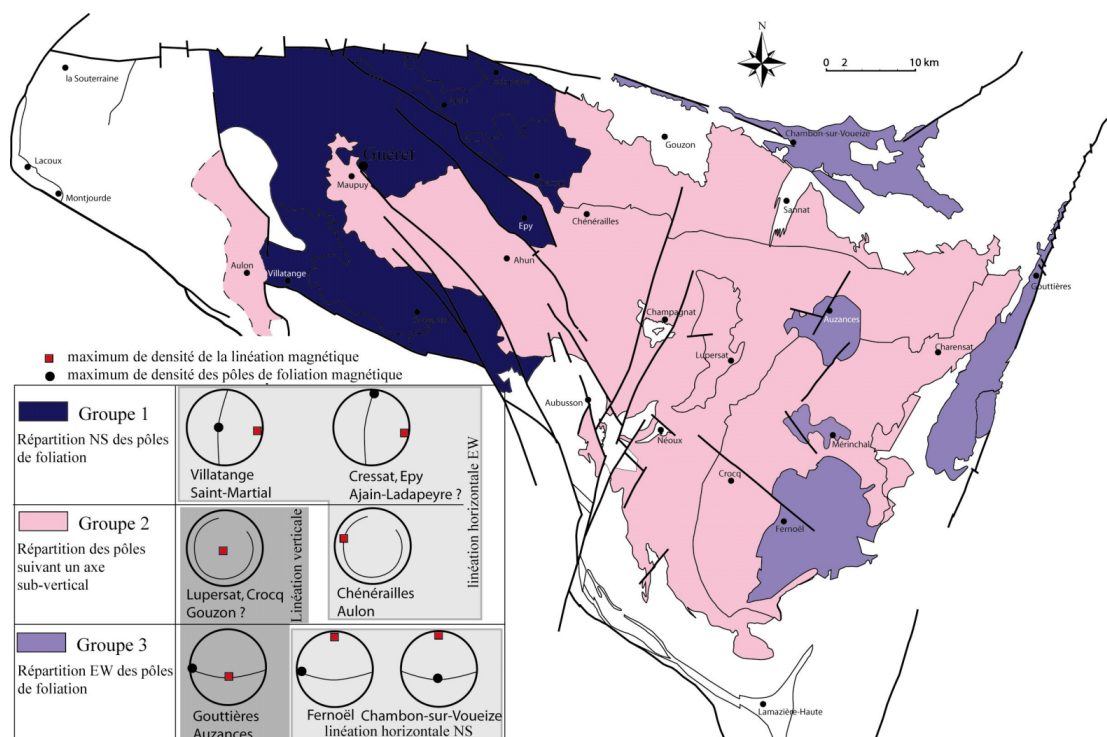 la Souterraine
N
0 2 10 km
Gouzon
Chambon-sur-Voueize
Lacoux
Guéret
Maupuy
Montjourde
Sannat
Epy
Chénérailles
Aulon
Villatange
Ahun
Gouttières
Champagnat
Auzances
Lupersat
Charensat
Aubusson
Néoux
Mérinchal
Crocq
Fernoël
Lamazière-Haute
maximum de densité de la linéation magnétique
maximum de densité des pôles de foliation magnétique
Groupe 1
Répartition NS des pôles
de foliation
Villatange
Saint-Martial
Cressat, Epy
Ajain-Ladapeyre ?
linéation horizontale EW
Groupe 2
Répartition des pôles
suivant un axe
sub-vertical
Lupersat, Crocq
Gouzon ?
Linéation verticale
Chénérailles
Aulon
Groupe 3
Répartition EW des pôles
de foliation
Gouttières
Auzances
Fernoël
Chambon-sur-Voueize
linéation horizontale NS